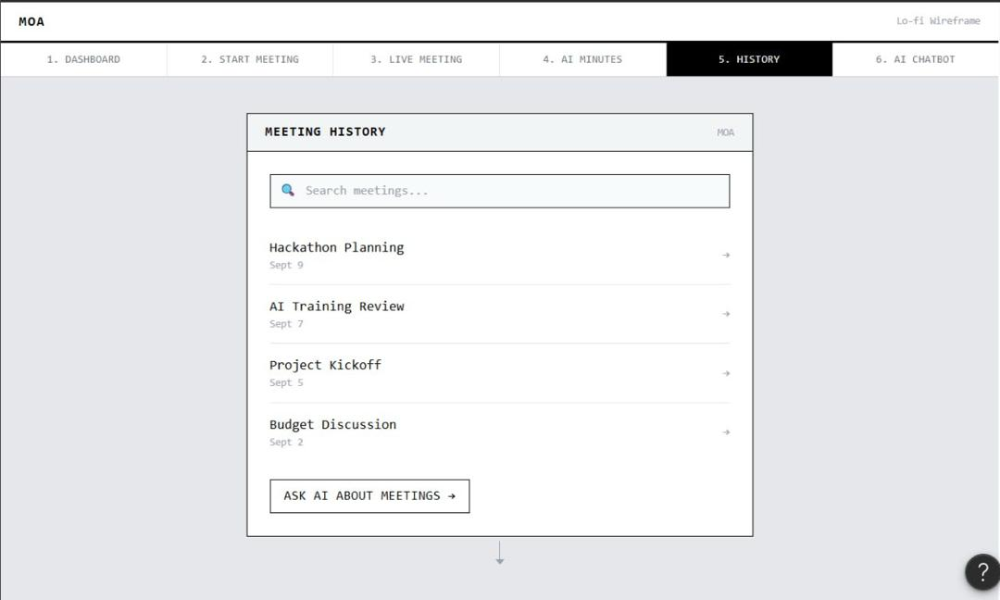 MOA
Lo-fi Wireframe
1. DASHBOARD
2. START MEETING
3. LIVE MEETING
4. AI MINUTES
5. HISTORY
6. AI CHATBOT
MEETING HISTORY
MOA
Search meetings...
Hackathon Planning
Sept 9
→
AI Training Review
Sept 7
→
Project Kickoff
Sept 5
→
Budget Discussion
Sept 2
→
ASK AI ABOUT MEETINGS →
?